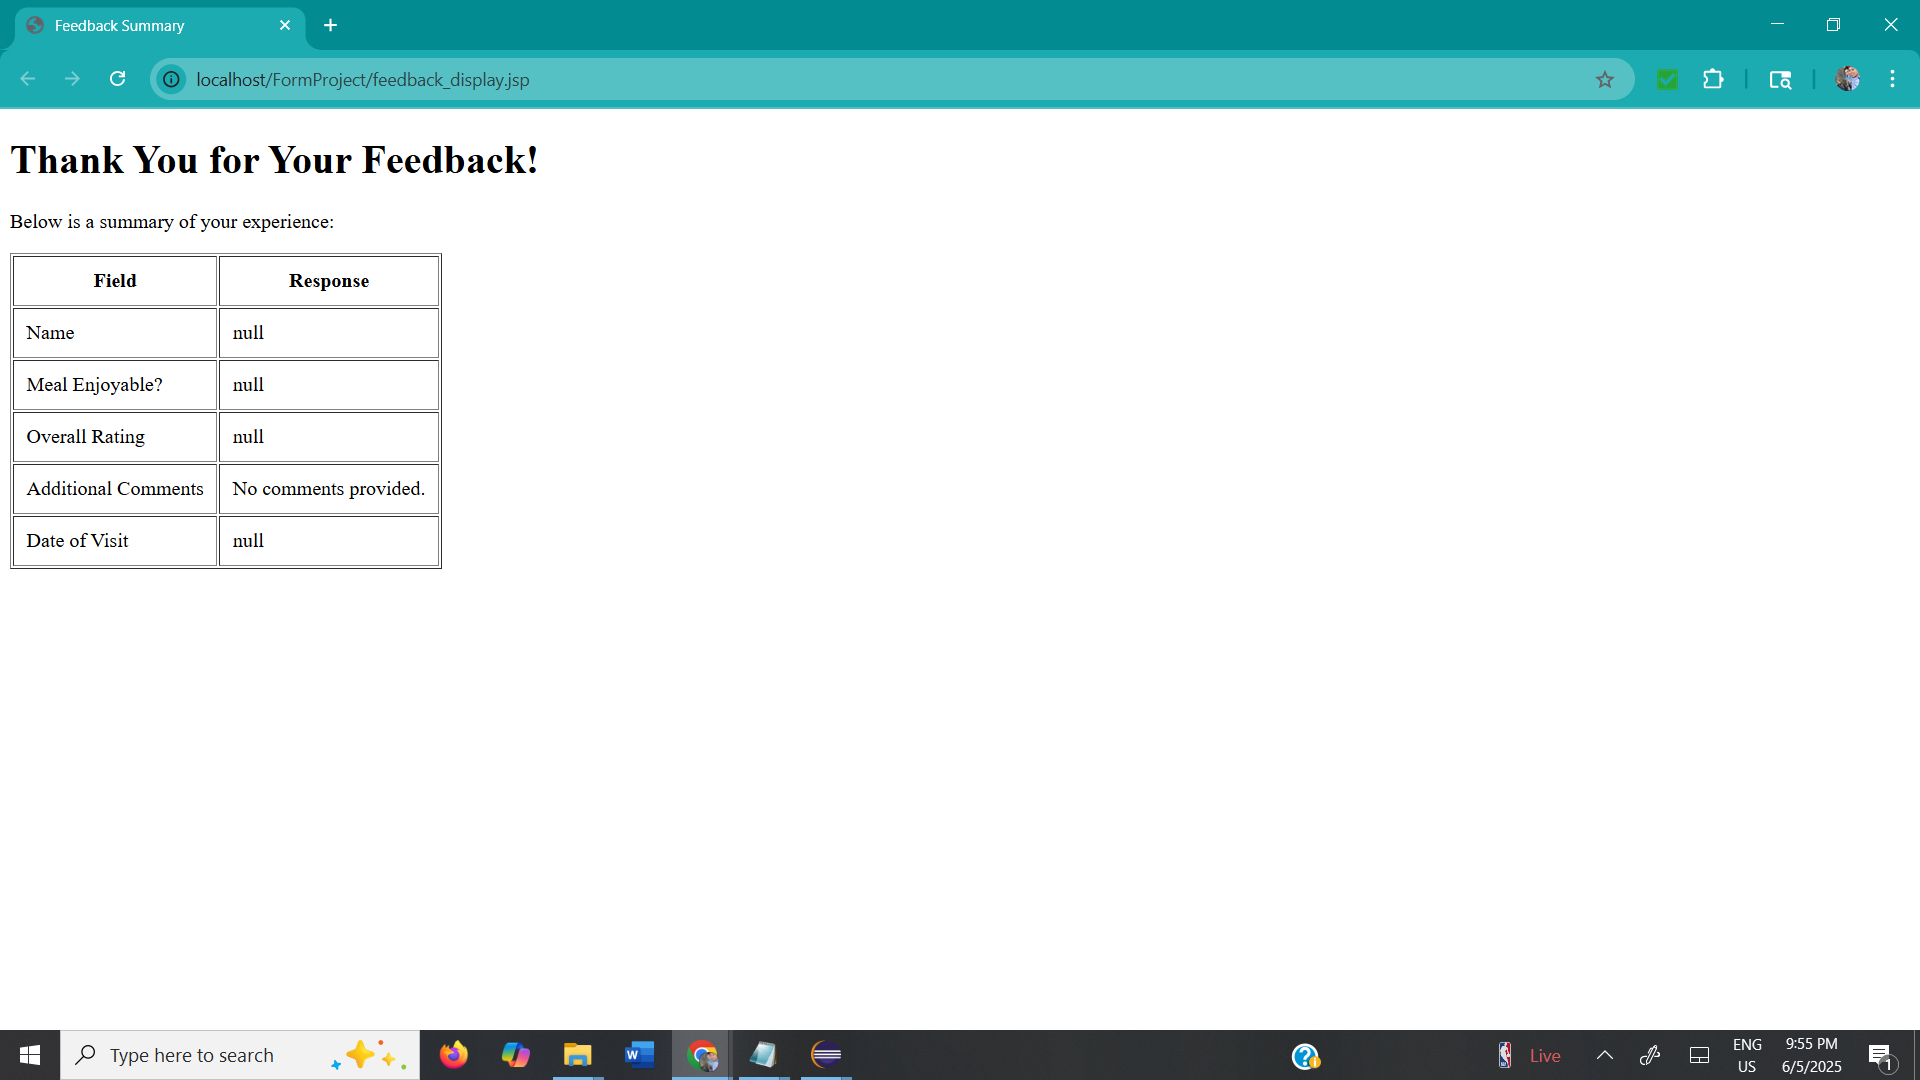 Feedback Summary
localhost/FormProject/feedback_display.jsp
Thank You for Your Feedback!
Below is a summary of your experience:
Field Response
Name null
Meal Enjoyable? null
Overall Rating null
Additional Comments No comments provided.
Date of Visit null
Type here to search
W
Live
ENG
US
9:55 PM
6/5/2025
1